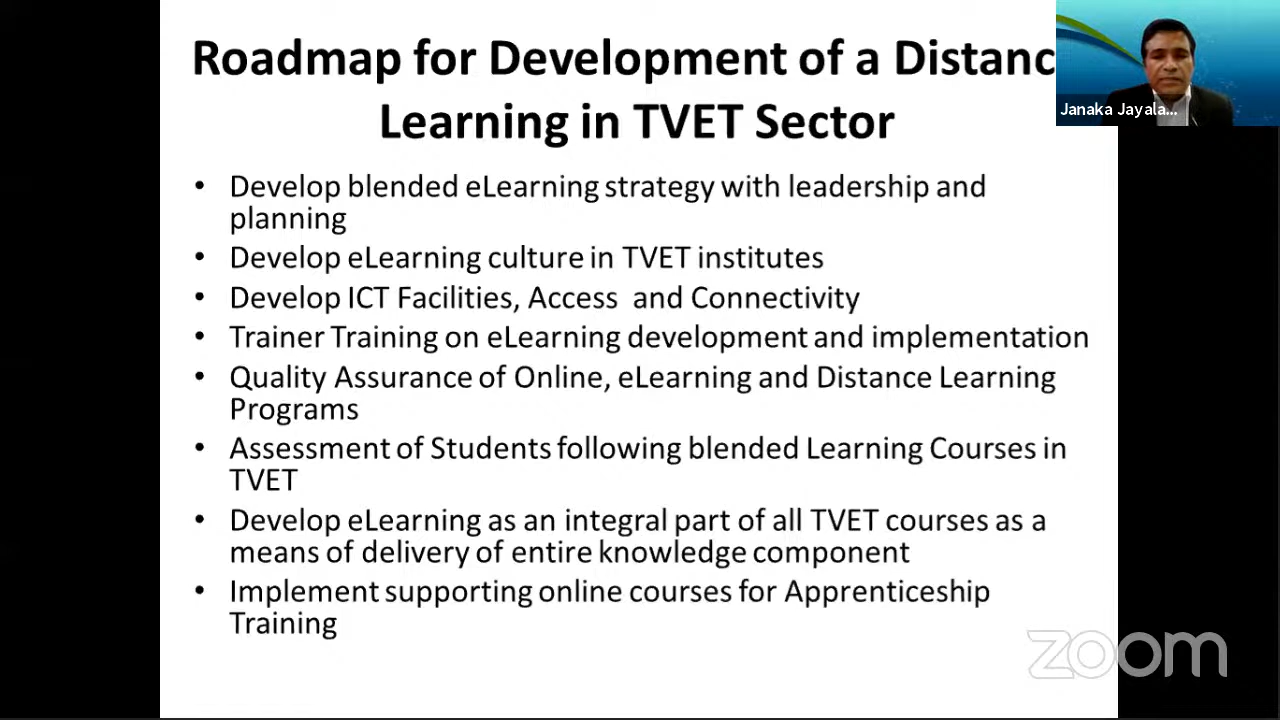 Roadmap for Development of a Distanc
Learning in TVET Sector
Janaka Jayala...
• Develop blended eLearning strategy with leadership and
planning
• Develop eLearning culture in TVET institutes
• Develop ICT Facilities, Access  and Connectivity
• Trainer Training on eLearning development and implementation
• Quality Assurance of Online, eLearning and Distance Learning
Programs
• Assessment of Students following blended Learning Courses in
TVET
• Develop eLearning as an integral part of all TVET courses as a
means of delivery of entire knowledge component
• Implement supporting online courses for Apprenticeship
Training
zoom